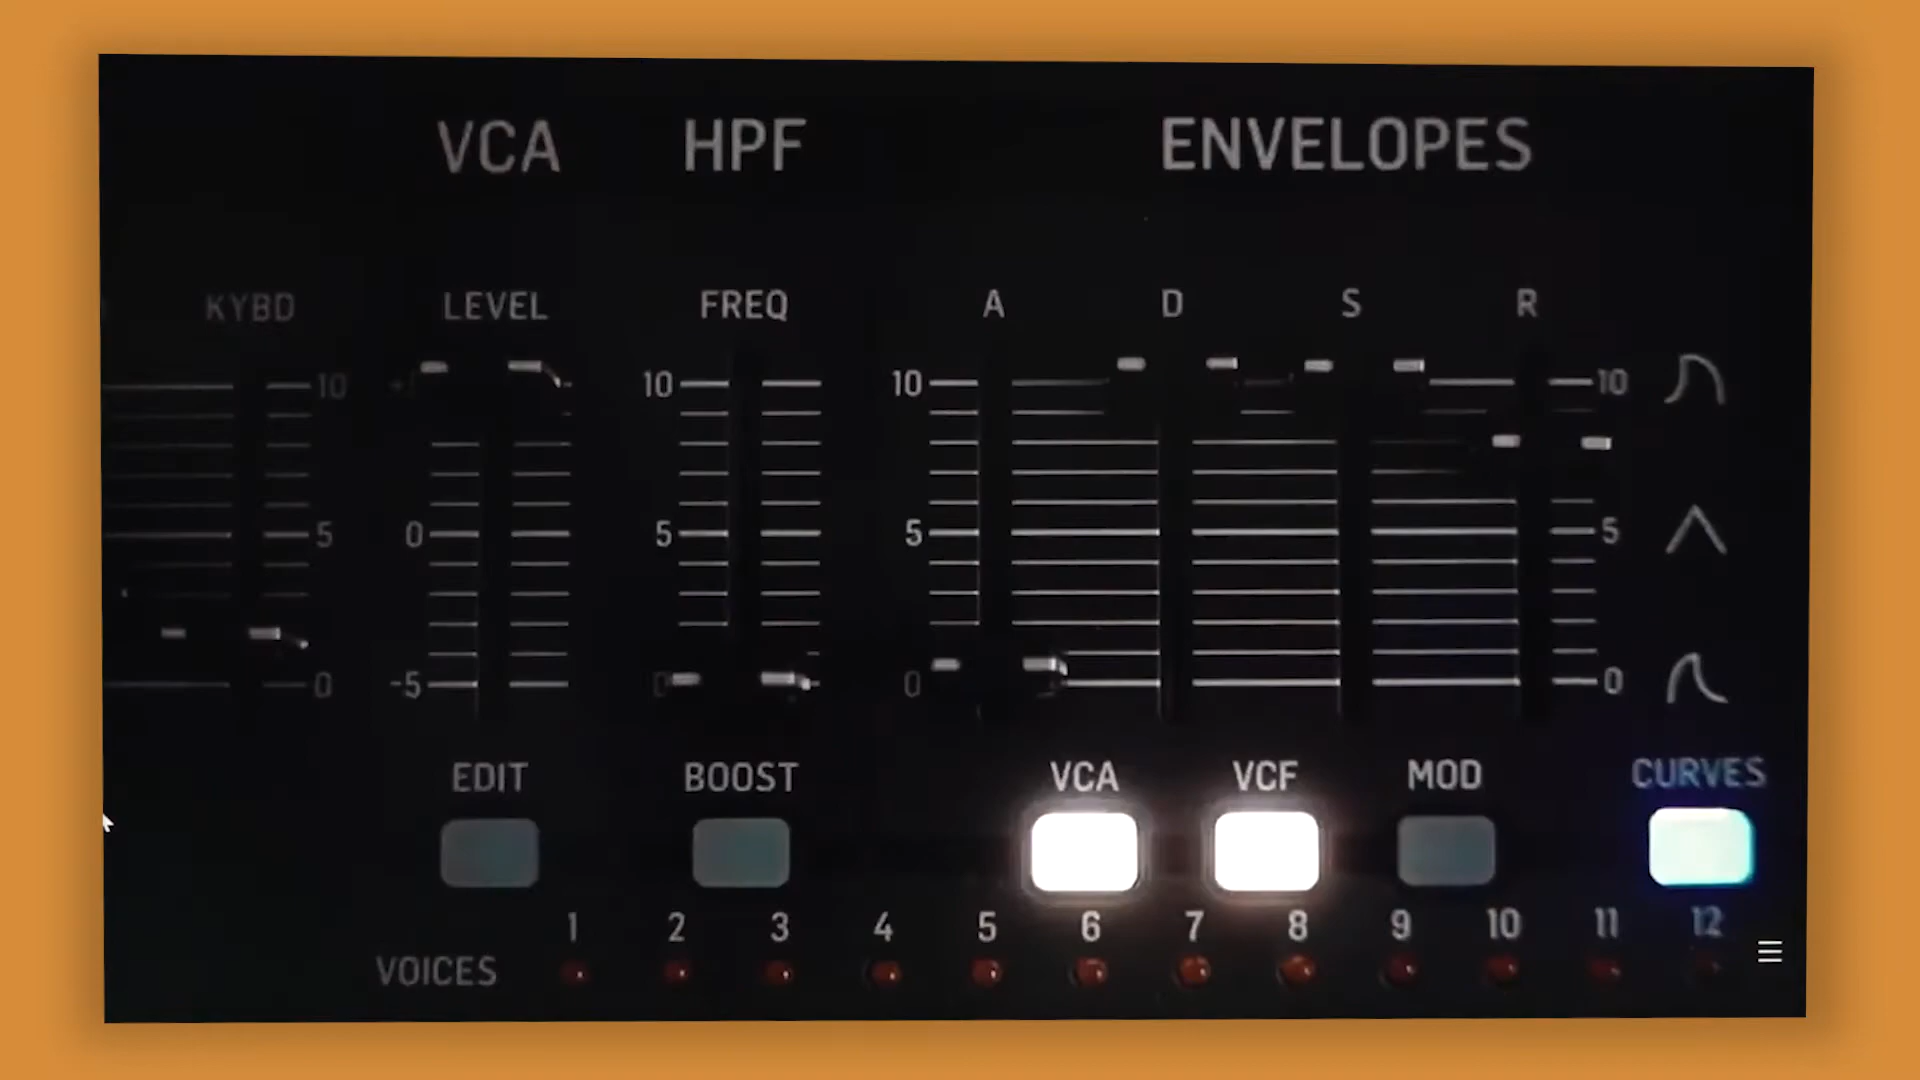 VCA HPF ENVELOPES
KYBD LEVEL FREQ A D S R
10 10 10 10
5 0 5 5 5
0 -5 0 0 0
EDIT BOOST VCA VCF MOD CURVES
1 2 3 4 5 6 7 8 9 10 11 12
VOICES